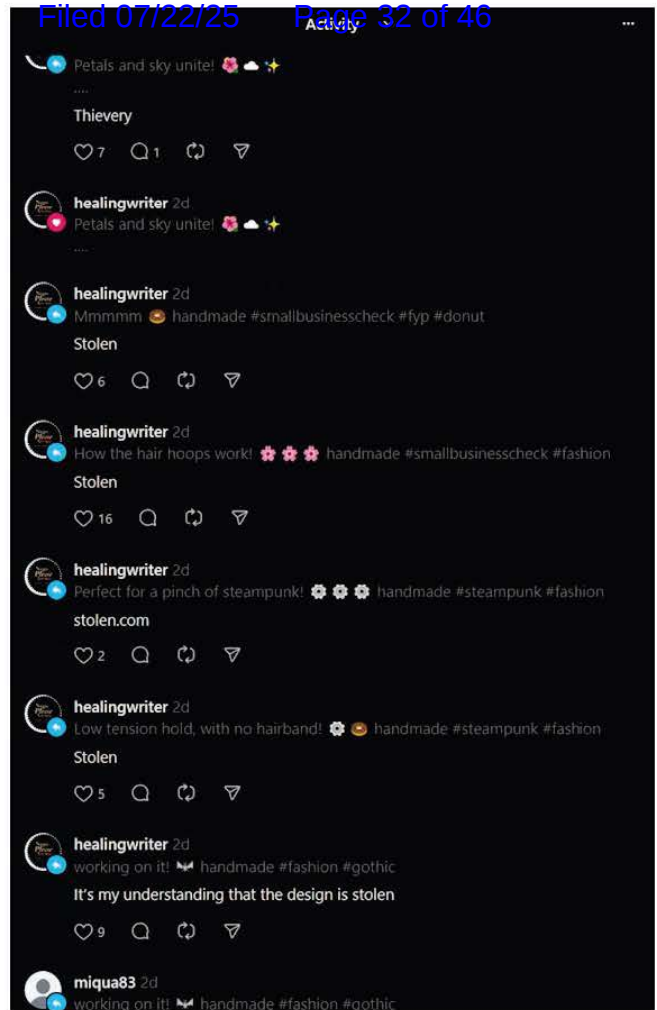 Filed 07/22/25 Page 32 of 46
Activity
Petals and sky unite! 🌺 ☁️ ✨
....
Thievery
7 1
healingwriter 2d
Petals and sky unite! 🌺 ☁️ ✨
....
healingwriter 2d
Mmmmm 🍩 handmade #smallbusinesscheck #fyp #donut
Stolen
6
healingwriter 2d
How the hair hoops work! 🌸 🌸 🌸 handmade #smallbusinesscheck #fashion
Stolen
16
healingwriter 2d
Perfect for a pinch of steampunk! ⚙️ ⚙️ ⚙️ handmade #steampunk #fashion
stolen.com
2
healingwriter 2d
Low tension hold, with no hairband! ⚙️ 🍩 handmade #steampunk #fashion
Stolen
5
healingwriter 2d
working on it! 🦇 handmade #fashion #gothic
It's my understanding that the design is stolen
9
miqua83 2d
working on it! 🦇 handmade #fashion #gothic